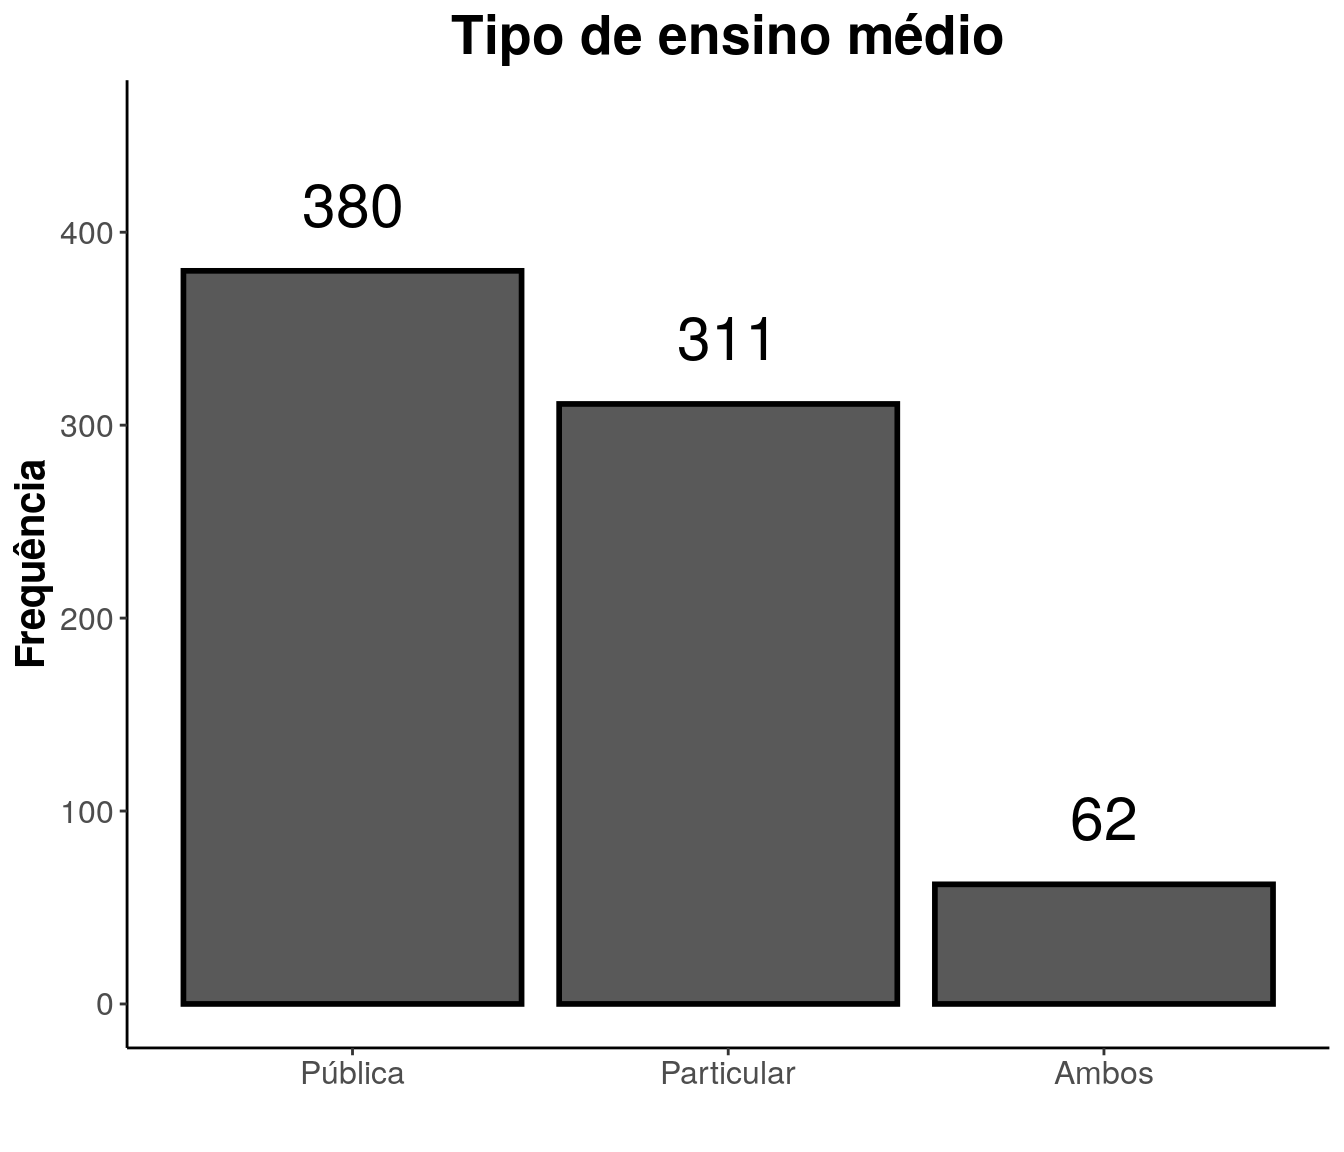 Tipo de ensino médio
Frequência
400
300
200
100
0
380
311
62
Pública
Particular
Ambos